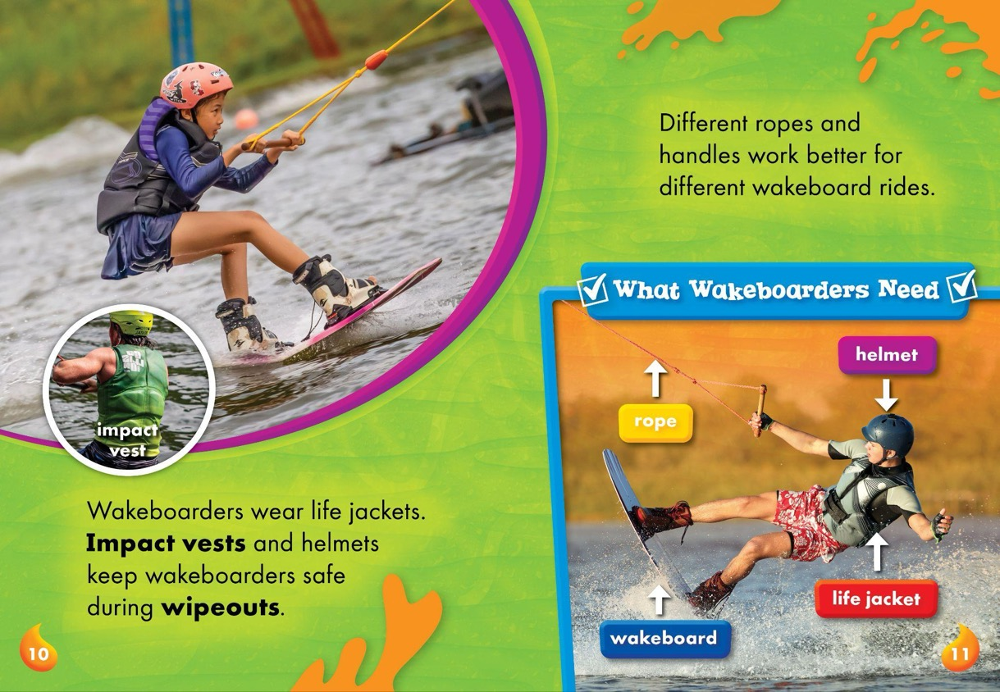 impact
vest
Wakeboarders wear life jackets.
Impact vests and helmets
keep wakeboarders safe
during wipeouts.
10
Different ropes and
handles work better for
different wakeboard rides.
What Wakeboarders Need
helmet
rope
life jacket
wakeboard
11